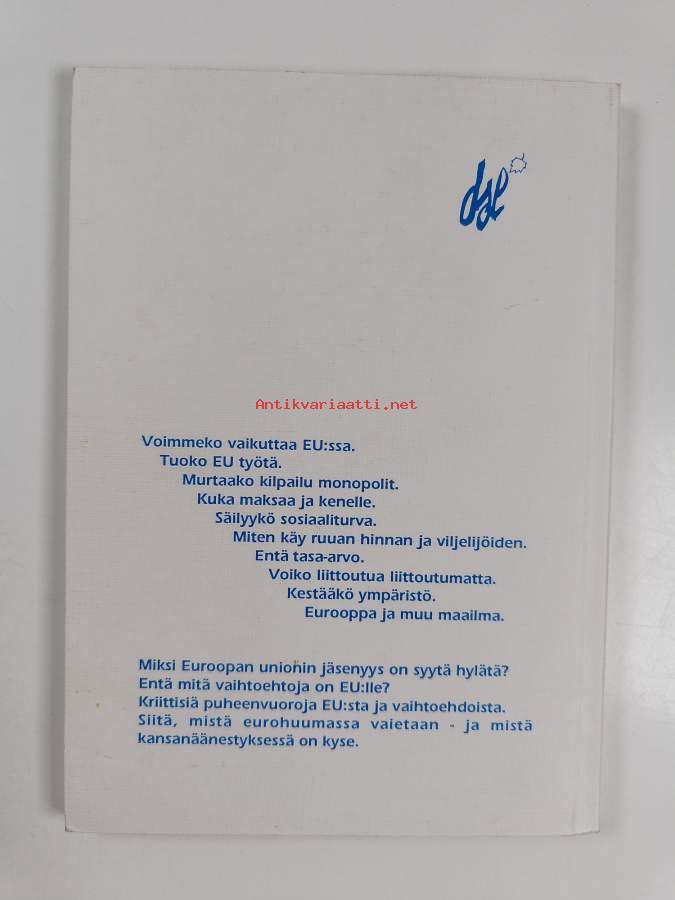 dsl
Antikvariaatti.net
Voimmeko vaikuttaa EU:ssa.
Tuoko EU työtä.
Murtaako kilpailu monopolit.
Kuka maksaa ja kenelle.
Säilyykö sosiaaliturva.
Miten käy ruuan hinnan ja viljelijöiden.
Entä tasa-arvo.
Voiko liittoutua liittoutumatta.
Kestääkö ympäristö.
Eurooppa ja muu maailma.
Miksi Euroopan unionin jäsenyys on syytä hylätä?
Entä mitä vaihtoehtoja on EU:lle?
Kriittisiä puheenvuoroja EU:sta ja vaihtoehdoista.
Siitä, mistä eurohuumassa vaietaan - ja mistä
kansanäänestyksessä on kyse.